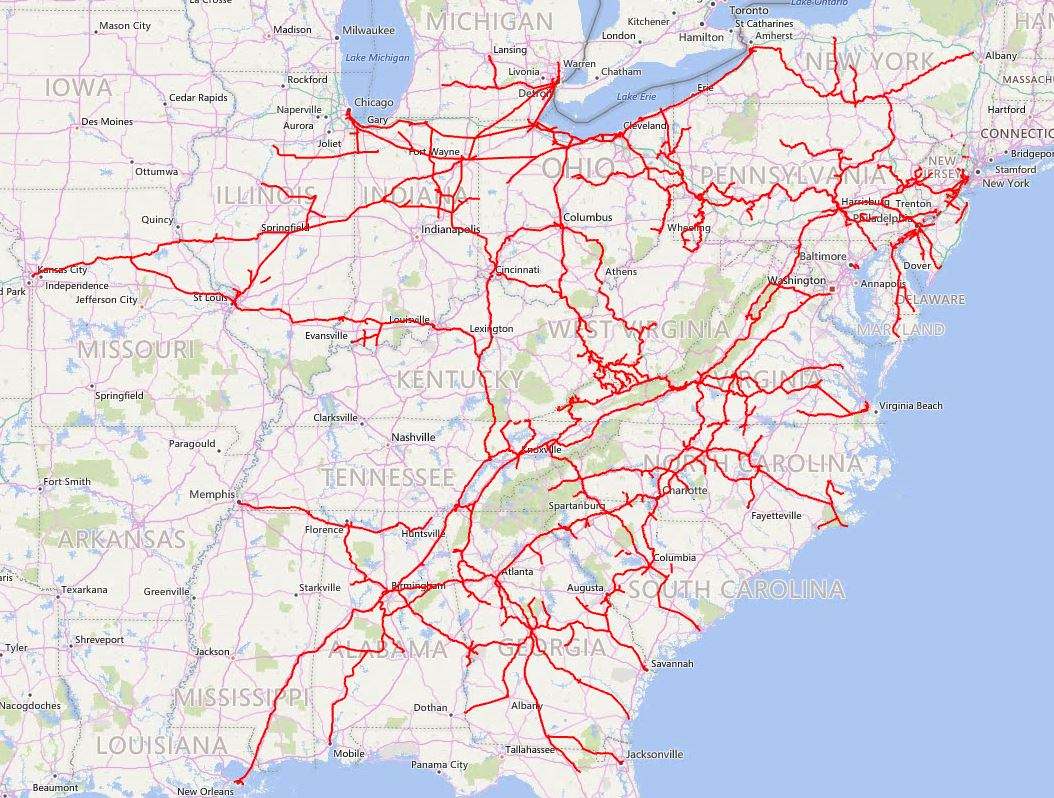 Lake-Ontario
La Crosse
Toronto
MICHIGAN
Kitchener
St Catharines
HAM
Mason City
Madison
Milwaukee
London
Hamilton
Amherst
Lansing
NEW YORK
Albany
Lake Michigan
Warren
Livonia
Chatham
Rockford
Detroit
Erie
MASSACHU
IOWA
Cedar Rapids
Chicago
Lake Erie
Naperville
Hartford
Des Moines
Aurora
Gary
Cleveland
CONNECTIC
Joliet
Bridgeport
Ottumwa
Fort Wayne
OHIO
PENNSYLVANIA
NEW
JERSEY
Stamford
New York
ILLINOIS
INDIANA
Harrisburg
Trenton
Quincy
Columbus
Philadelphia
Springfield
Indianapolis
Wheeling
Baltimore
Kansas City
Cincinnati
Athens
Dover
Independence
Washington
Annapolis
d Park
Jefferson City
St Louis
DELAWARE
Louisville
Lexington
WEST VIRGINIA
MARYLAND
Evansville
MISSOURI
KENTUCKY
VIRGINIA
Springfield
Virginia Beach
Clarksville
Paragould
Nashville
Knoxville
TENNESSEE
NORTH CAROLINA
Fort Smith
Memphis
Charlotte
Spartanburg
Fayetteville
Florence
Huntsville
ARKANSAS
Columbia
aris
Texarkana
Starkville
Birmingham
Atlanta
Augusta
SOUTH CAROLINA
Greenville
Shreveport
ALABAMA
GEORGIA
Tyler
Jackson
Savannah
MISSISSIPPI
Nacogdoches
Dothan
Albany
LOUISIANA
Mobile
Tallahassee
Jacksonville
Panama City
Beaumont
New Orleans